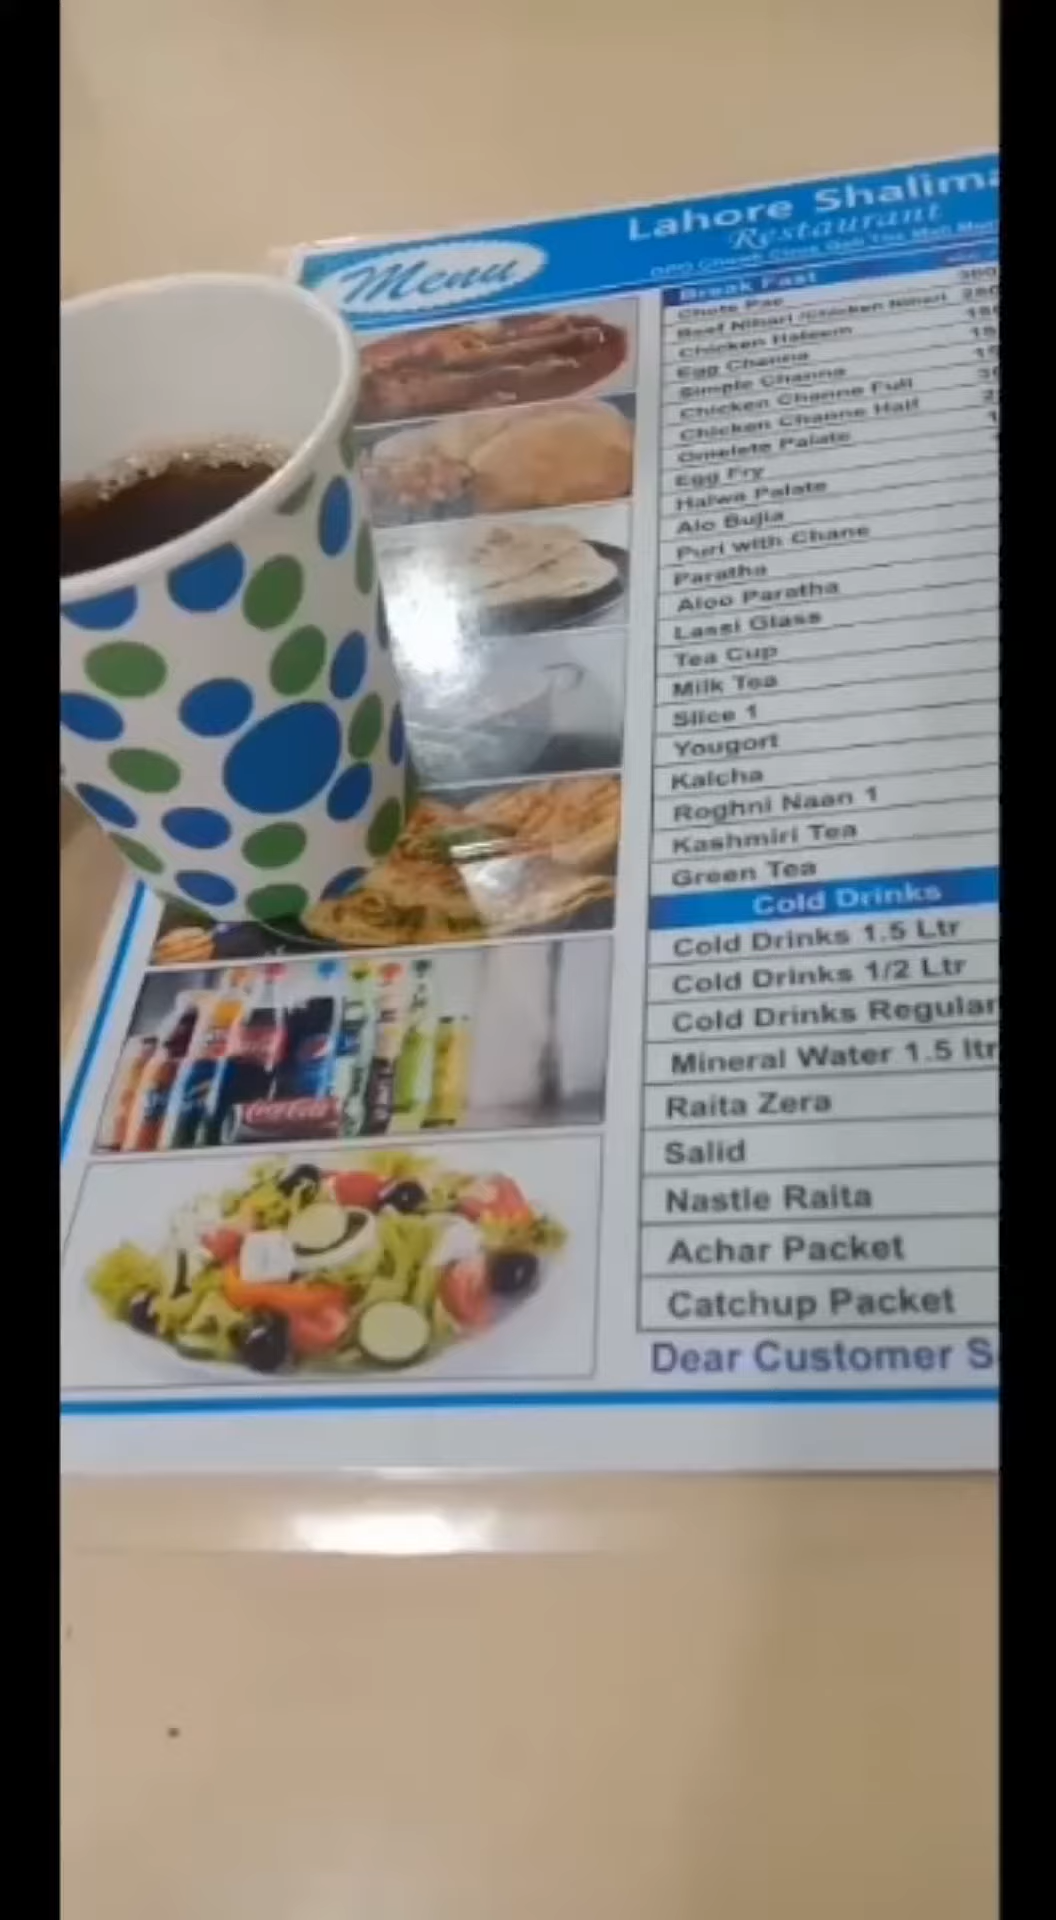 Lahore Shalima
Restaurant
Menu
Break Fast
Chote Pae
Beef Nihari /Chicken Nihari
Chicken Haleem
Egg Channa
Simple Channa
Chicken Channe Full
Chicken Channe Half
Omelete Palate
Egg Fry
Halwa Palate
Alo Bujia
Puri with Chane
Paratha
Aloo Paratha
Lassi Glass
Tea Cup
Milk Tea
Slice 1
Yougort
Kalcha
Roghni Naan 1
Kashmiri Tea
Green Tea
Cold Drinks
Cold Drinks 1.5 Ltr
Cold Drinks 1/2 Ltr
Cold Drinks Regular
Mineral Water 1.5 ltr
Raita Zera
Salid
Nastle Raita
Achar Packet
Catchup Packet
Dear Customer S
Coca-Cola